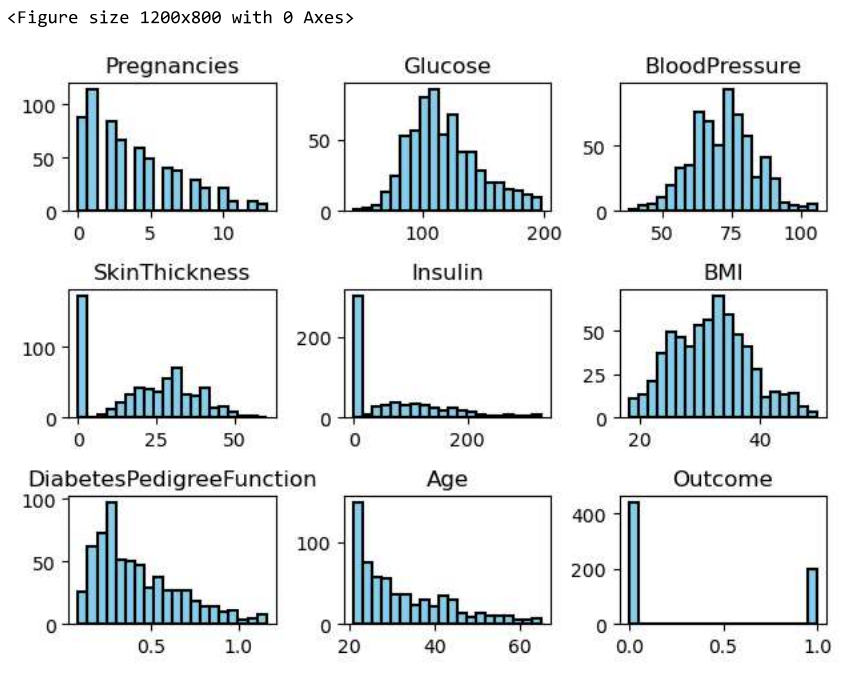 <Figure size 1200x800 with 0 Axes>
Pregnancies Glucose BloodPressure
100
50
0
0 5 10
50
0
100 200
50
0
50 75 100
SkinThickness Insulin BMI
100
0
0 25 50
200
0
0 200
50
25
0
20 40
DiabetesPedigreeFunction Age Outcome
100
50
0
0.5 1.0
100
0
20 40 60
400
200
0
0.0 0.5 1.0